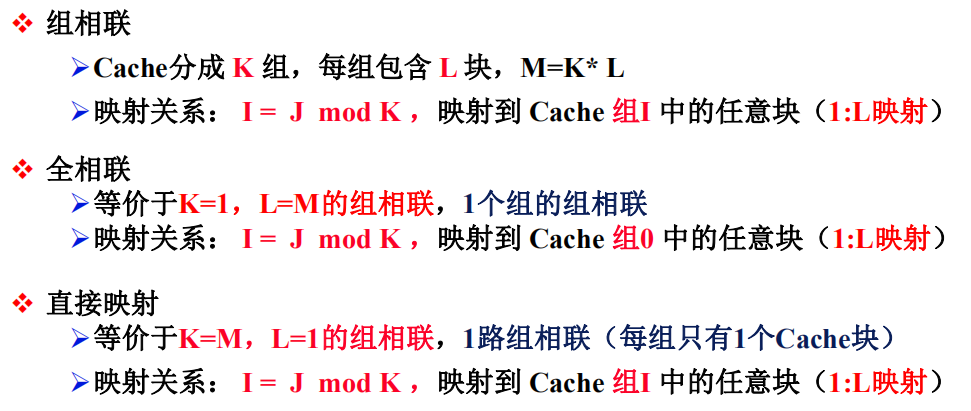 ❖ 组相联
➢Cache分成 K 组，每组包含 L 块，M=K* L
➢映射关系： I = J mod K ，映射到 Cache 组I 中的任意块（1:L映射）
❖ 全相联
➢等价于K=1，L=M的组相联，1个组的组相联
➢映射关系： I = J mod K ，映射到 Cache 组0 中的任意块（1:L映射）
❖ 直接映射
➢等价于K=M，L=1的组相联，1路组相联（每组只有1个Cache块）
➢映射关系： I = J mod K ，映射到 Cache 组I 中的任意块（1:L映射）